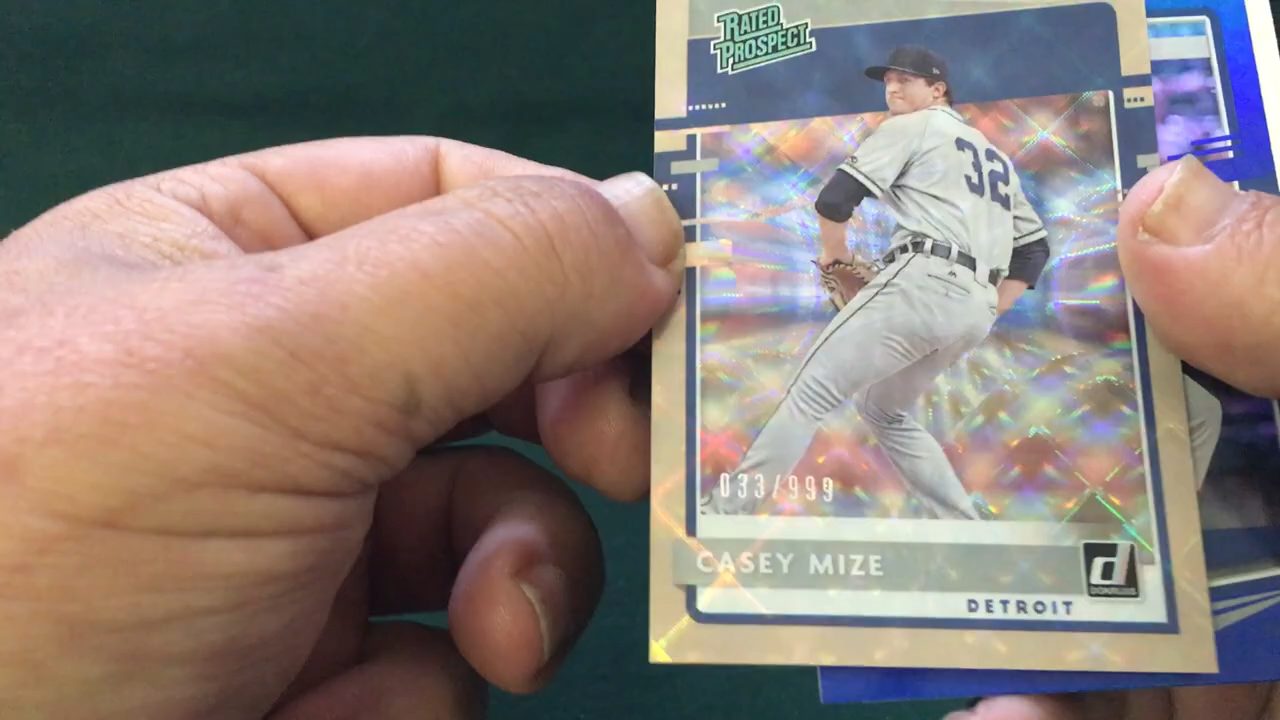 RATED
PROSPECT
32
033/999
CASEY MIZE
d
DONRUSS
DETROIT